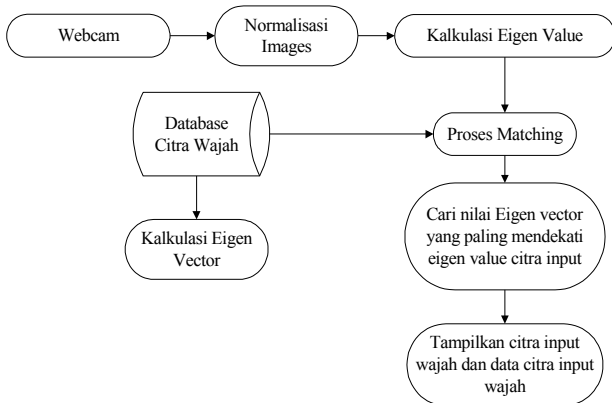 Webcam
Normalisasi
Images
Kalkulasi Eigen Value
Database
Citra Wajah
Proses Matching
Kalkulasi Eigen
Vector
Cari nilai Eigen vector
yang paling mendekati
eigen value citra input
Tampilkan citra input
wajah dan data citra input
wajah